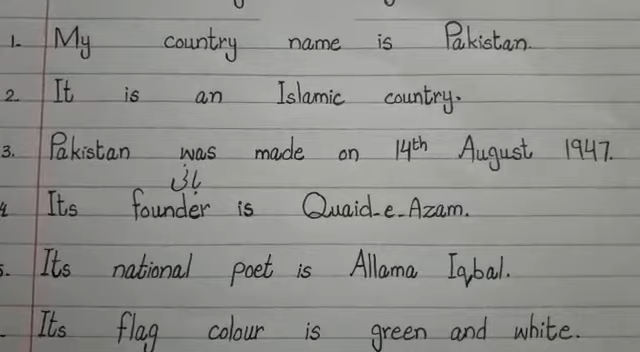 1. My country name is Pakistan.
2. It is an Islamic country.
3. Pakistan was made on 14th August 1947.
بانی
4. Its founder is Quaid-e-Azam.
5. Its national poet is Allama Iqbal.
Its flag colour is green and white.